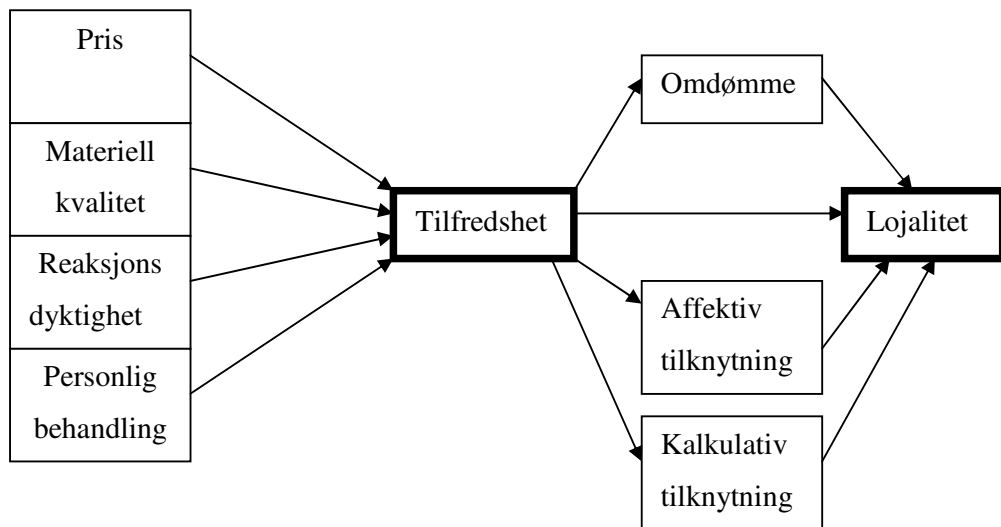 Pris
Materiell
kvalitet
Reaksjons
dyktighet
Personlig
behandling
Tilfredshet
Omdømme
Affektiv
tilknytning
Kalkulativ
tilknytning
Lojalitet